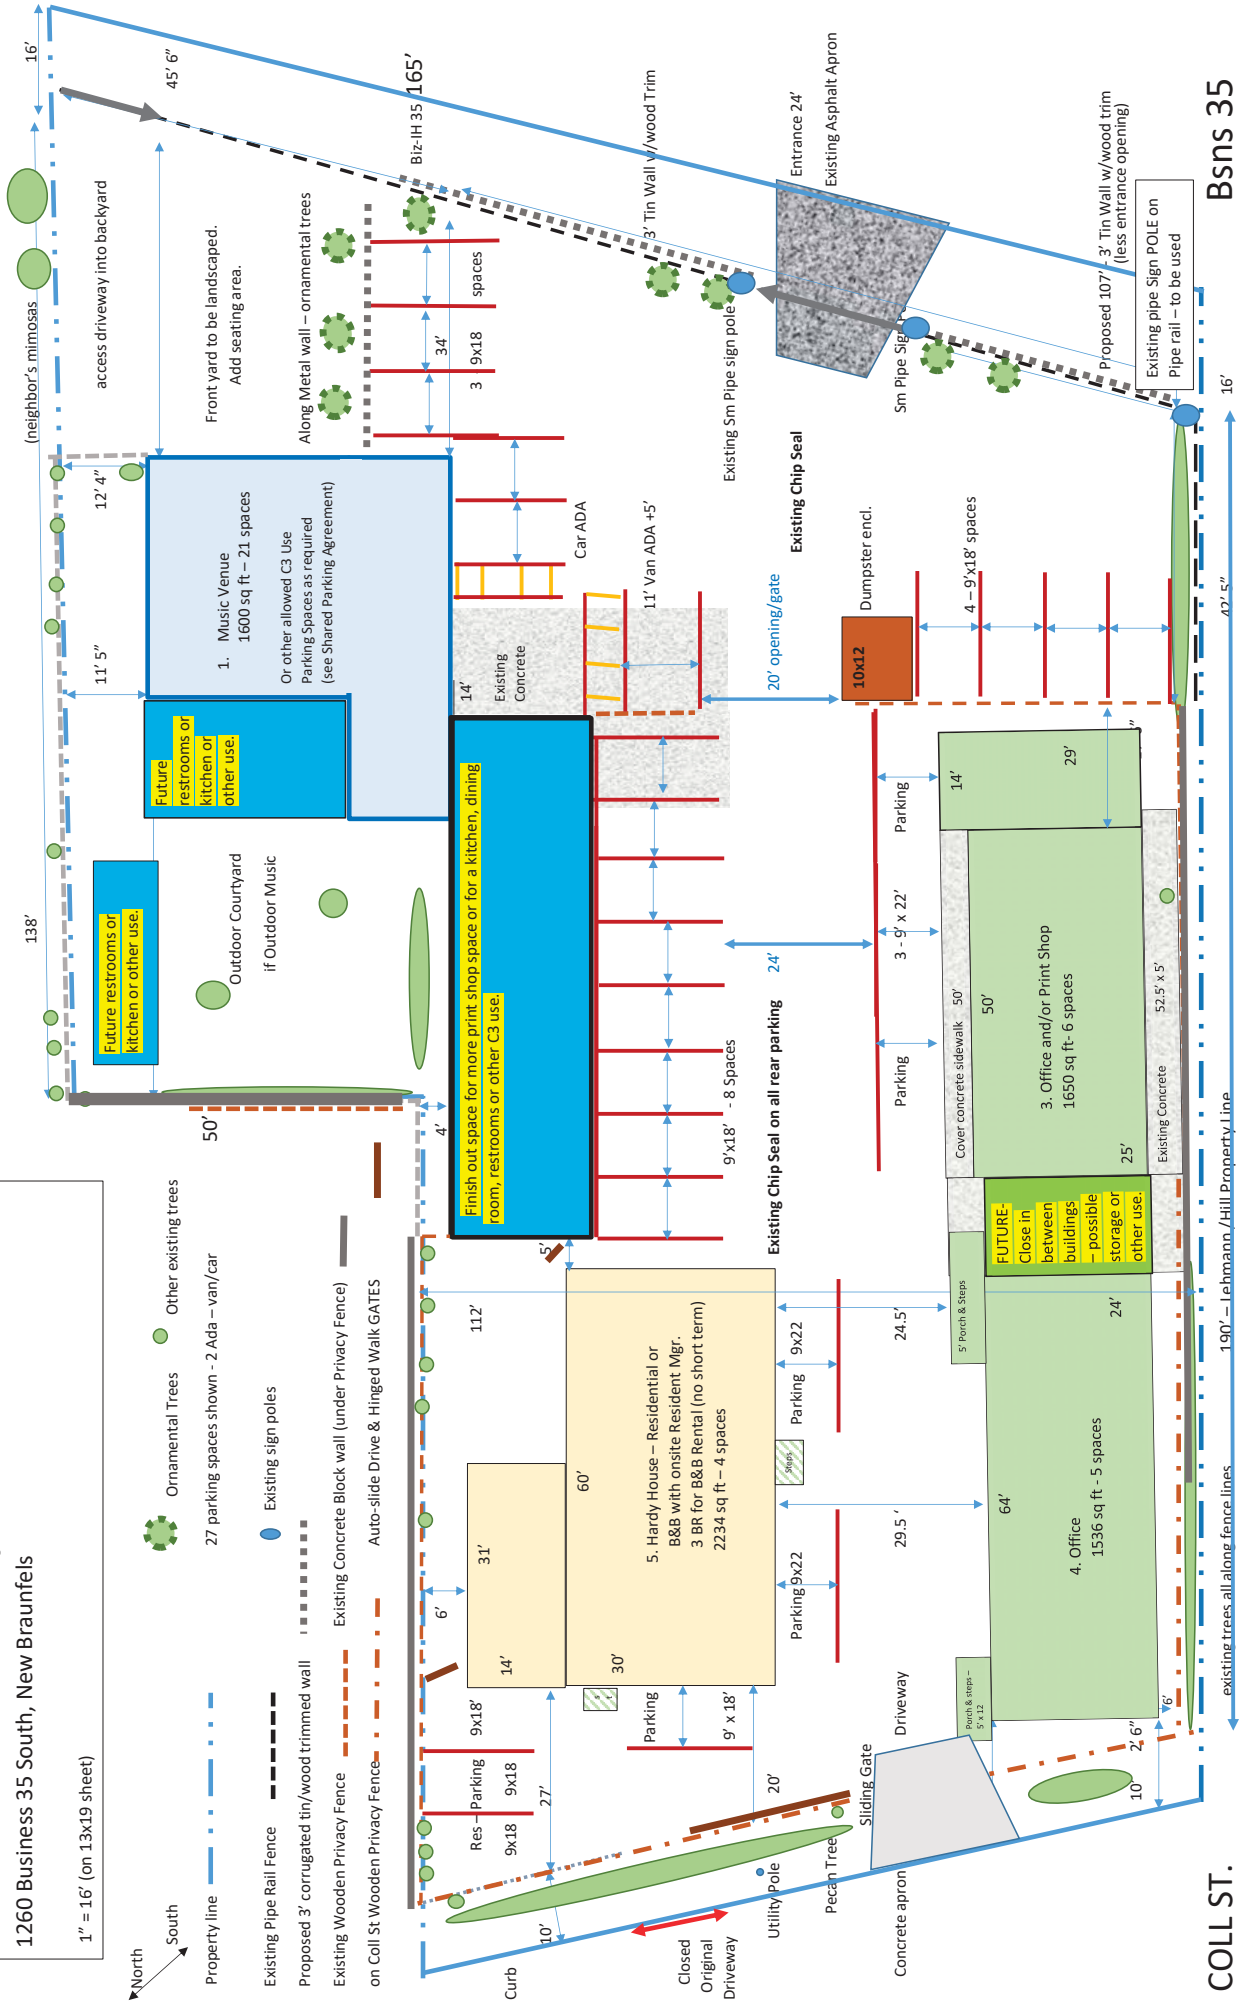 1260 Business 35 South, New Braunfels
1” = 16’ (on 13x19 sheet)
North
South
Ornamental Trees
Other existing trees
27 parking spaces shown - 2 Ada – van/car
Property line
Existing Pipe Rail Fence
Existing sign poles
Proposed 3’ corrugated tin/wood trimmed wall
Existing Wooden Privacy Fence
Existing Concrete Block wall (under Privacy Fence)
on Coll St Wooden Privacy Fence
Auto-slide Drive & Hinged Walk GATES
138’
(neighbor’s mimosas
16’
45’ 6”
access driveway into backyard
12’ 4”
11’ 5”
Front yard to be landscaped.
Add seating area.
Along Metal wall – ornamental trees
Biz-IH 35 165’
Future restrooms or
kitchen or other use.
Future
restrooms or
kitchen or
other use.
1. Music Venue
1600 sq ft – 21 spaces
Or other allowed C3 Use
Parking Spaces as required
(see Shared Parking Agreement)
Outdoor Courtyard
if Outdoor Music
50’
34’
3 9x18
spaces
3’ Tin Wall w/wood Trim
Entrance 24’
Existing Asphalt Apron
4’
14’
Existing
Concrete
Car ADA
11’ Van ADA +5’
Finish out space for more print shop space or for a kitchen, dining
room, restrooms or other C3 use.
9’x18’ - 8 Spaces
Existing Chip Seal on all rear parking
24’
20’ opening/gate
Existing Chip Seal
Existing Sm Pipe sign pole
Sm Pipe Sign
Dumpster encl.
10x12
4 – 9’x18’ spaces
Proposed 107’ - 3’ Tin Wall w/wood trim
(less entrance opening)
Existing pipe Sign POLE on
Pipe rail – to be used
Bsns 35
112’
5’
31’
6’
14’
60’
30’
5. Hardy House – Residential or
B&B with onsite Resident Mgr.
3 BR for B&B Rental (no short term)
2234 sq ft – 4 spaces
Steps
9x22
Parking
Parking 9x22
24.5’
29.5 ’
9x18’
Res – Parking 9x18
9x18
27’
Parking
9’ x 18’
20’
10’
Curb
Closed
Original
Driveway
Utility Pole
Pecan Tree
Sliding Gate
Concrete apron
Driveway
Parking
3 - 9’ x 22’
Parking
14’
29’
Cover concrete sidewalk 50’
50’
3. Office and/or Print Shop
1650 sq ft- 6 spaces
25’
Existing Concrete
52.5’ x 5’
FUTURE-
Close in
between
buildings
– possible
storage or
other use.
5’ Porch & Steps
24’
64’
4. Office
1536 sq ft - 5 spaces
Porch & steps –
5’ x 12
6’
2’ 6”
10’
existing trees all along fence lines
190’ – Lehmann /Hill Property Line
42’ 5”
16’
COLL ST.